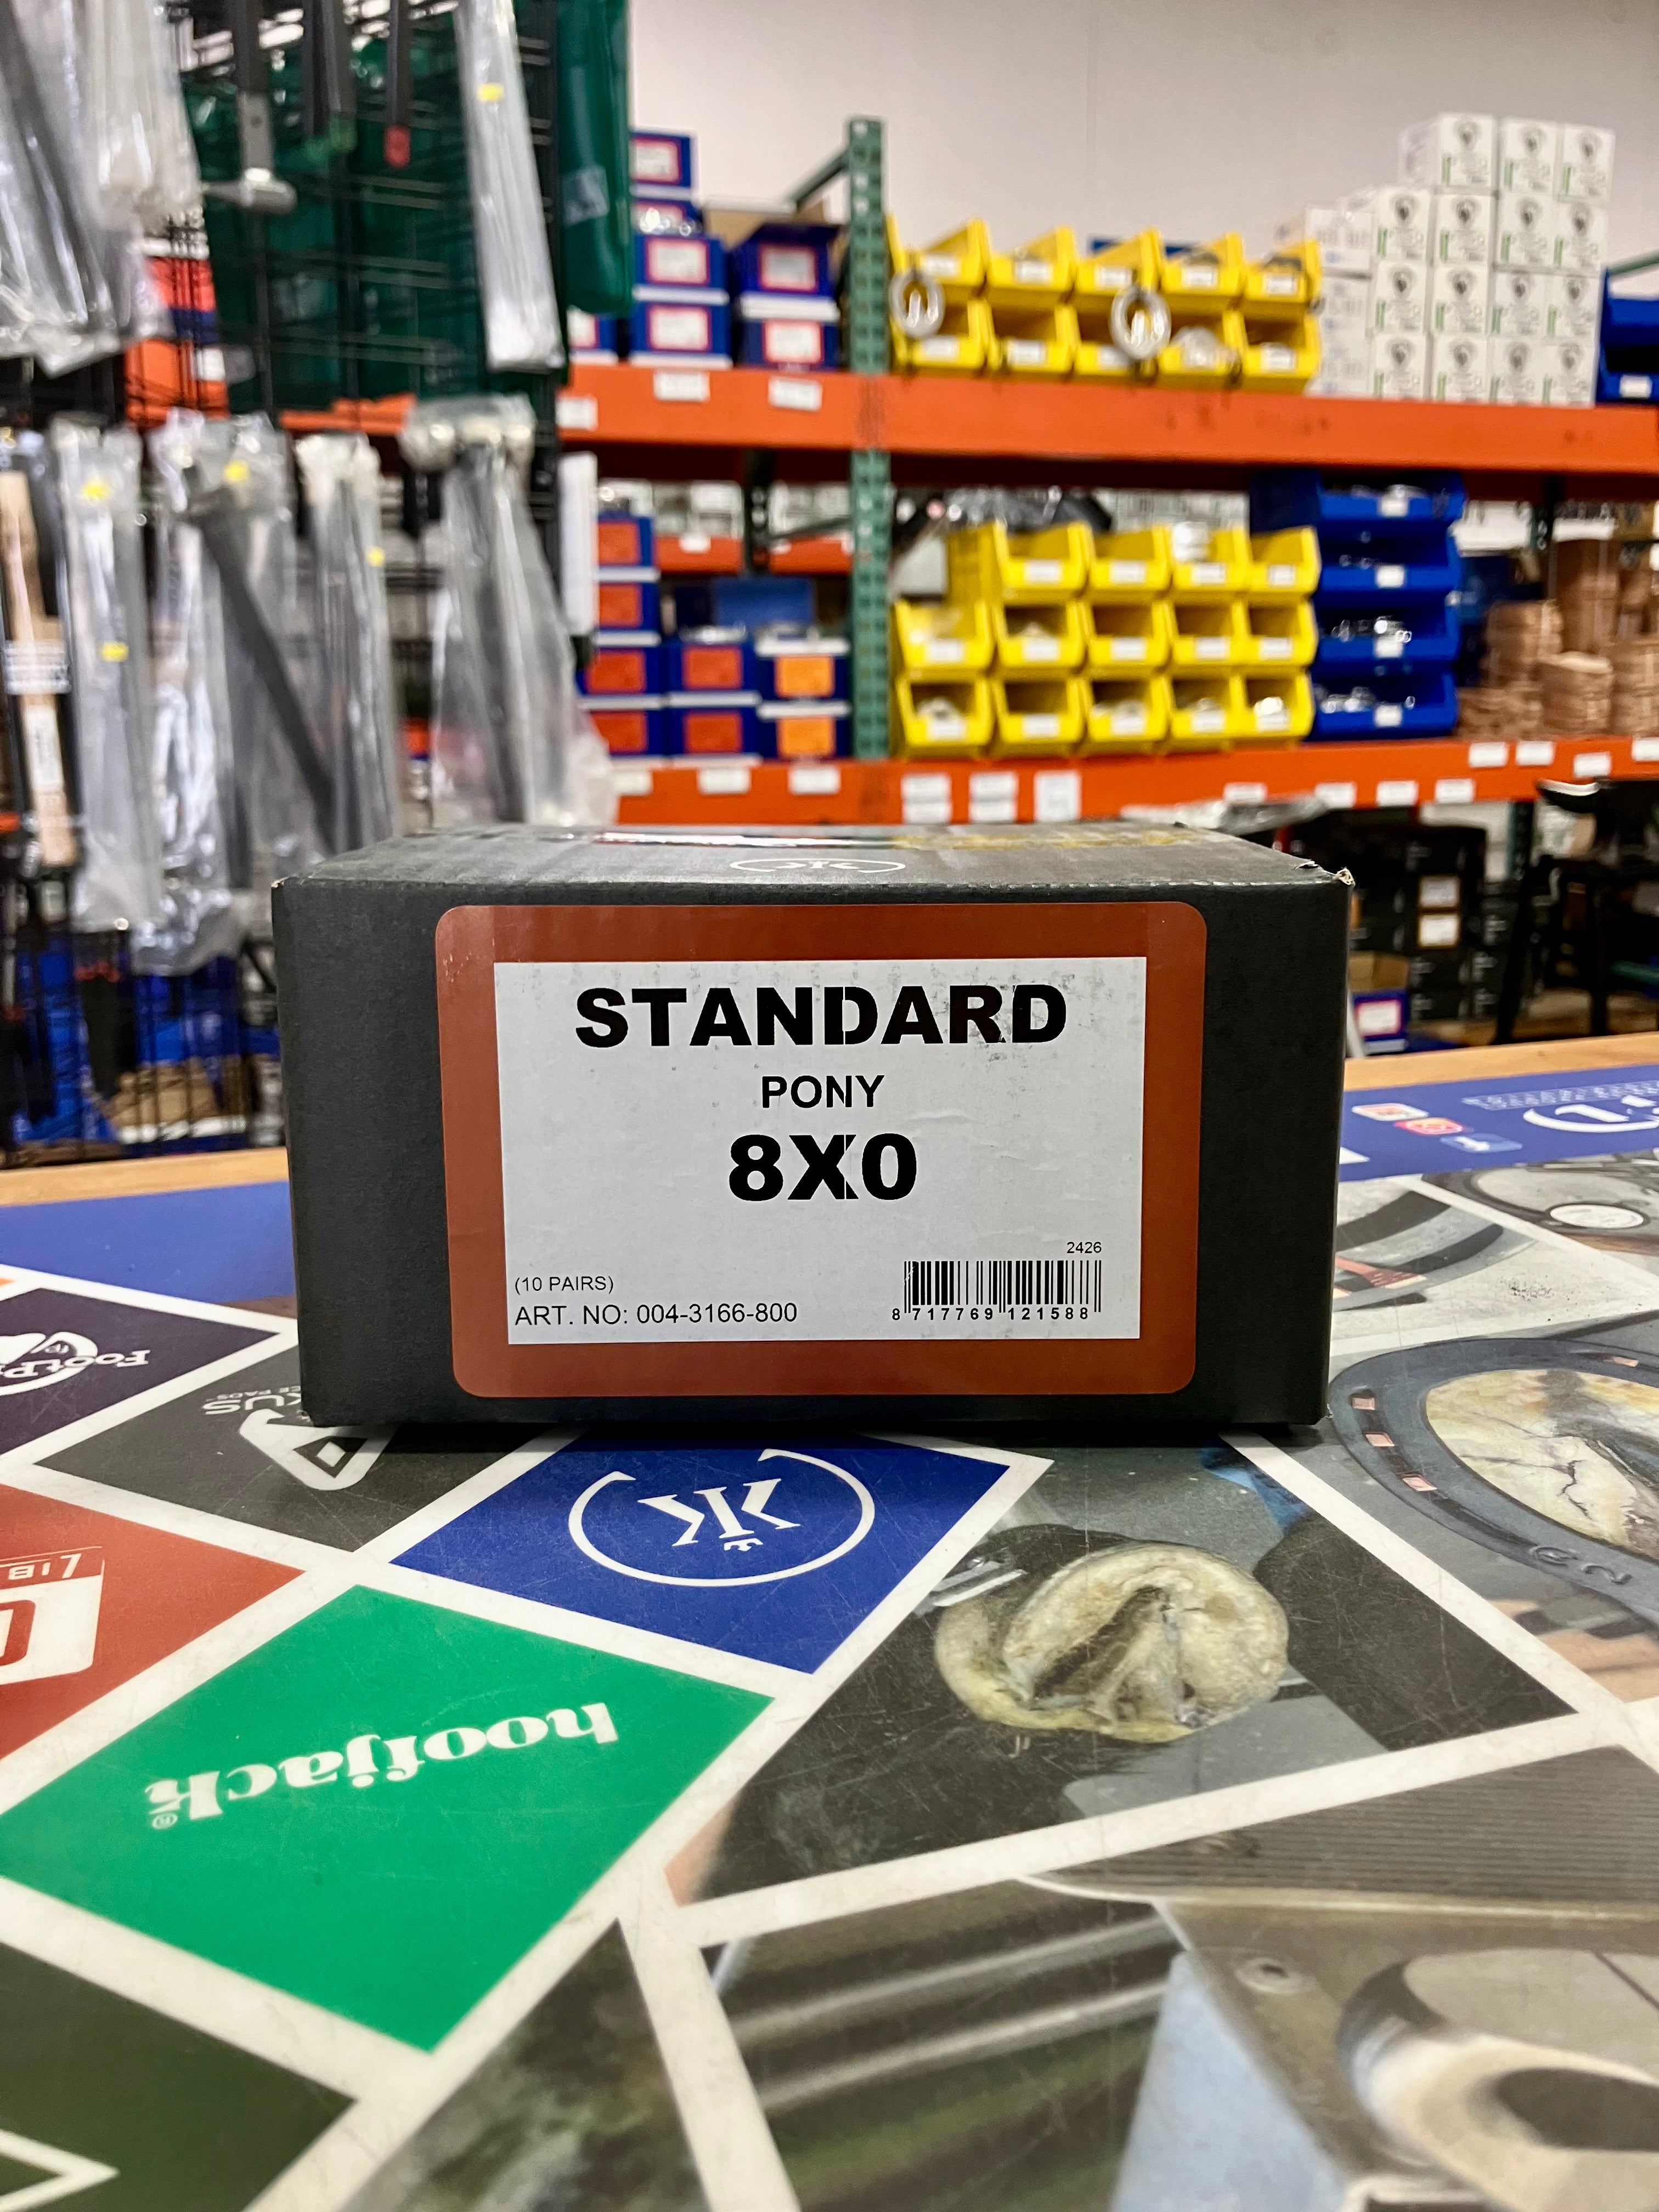 STANDARD
PONY
8X0
2426
(10 PAIRS)
ART. NO: 004-3166-800
8 717769 121588
hoofjack®